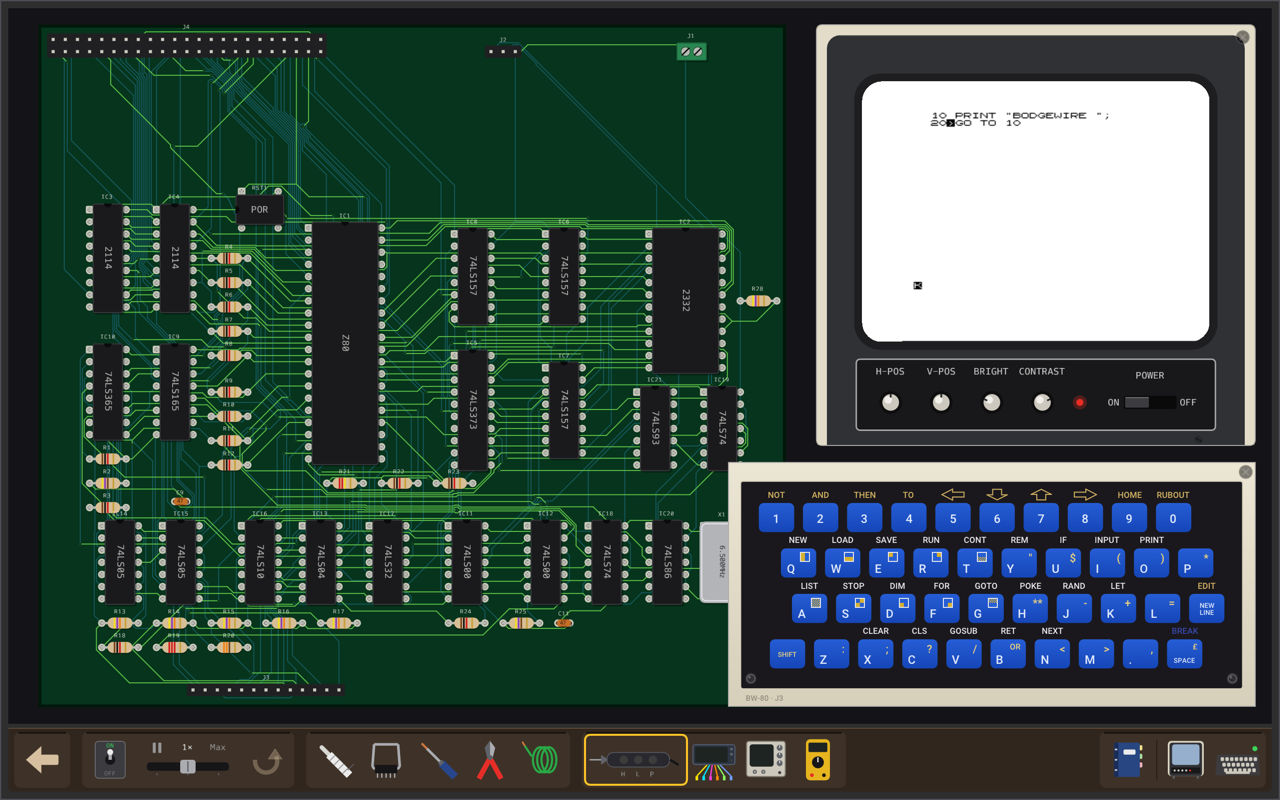 J4
J2
J1
10 PRINT "BODGEWIRE ";
20 GO TO 10
K
H-POS V-POS BRIGHT CONTRAST POWER
ON OFF
IC3 IC4 RST1 IC1 IC8 IC6 IC2
2114 2114 POR Z80 74LS157 74LS157 2332
R4
R5
R6
R7
R8
R28
IC10 IC9 IC5 IC7 IC21 IC19
74LS365 74LS165 74LS373 74LS157 74LS93 74LS74
R9
R10
R11
R12
R1
R2
R3
R21 R22 R23
C9
IC14 IC15 IC16 IC13 IC17 IC11 IC12 IC18 IC20 X1
74LS05 74LS05 74LS10 74LS04 74LS32 74LS00 74LS00 74LS74 74LS86 6.500MHz
R13 R14 R15 R16 R17 R24 R25 C11
R18 R19 R20
J3
NOT AND THEN TO HOME RUBOUT
1 2 3 4 5 6 7 8 9 0
NEW LOAD SAVE RUN CONT REM IF INPUT PRINT
Q W E R T Y " U $ I ( O ) P *
LIST STOP DIM FOR GOTO POKE RAND LET EDIT
A S D F G H ** J - K + L = NEW LINE
CLEAR CLS GOSUB RET NEXT BREAK
SHIFT Z : X ; C ? V / B OR N < M > . , £ SPACE
BW-80 · J3
ON
OFF
1× Max
H L P